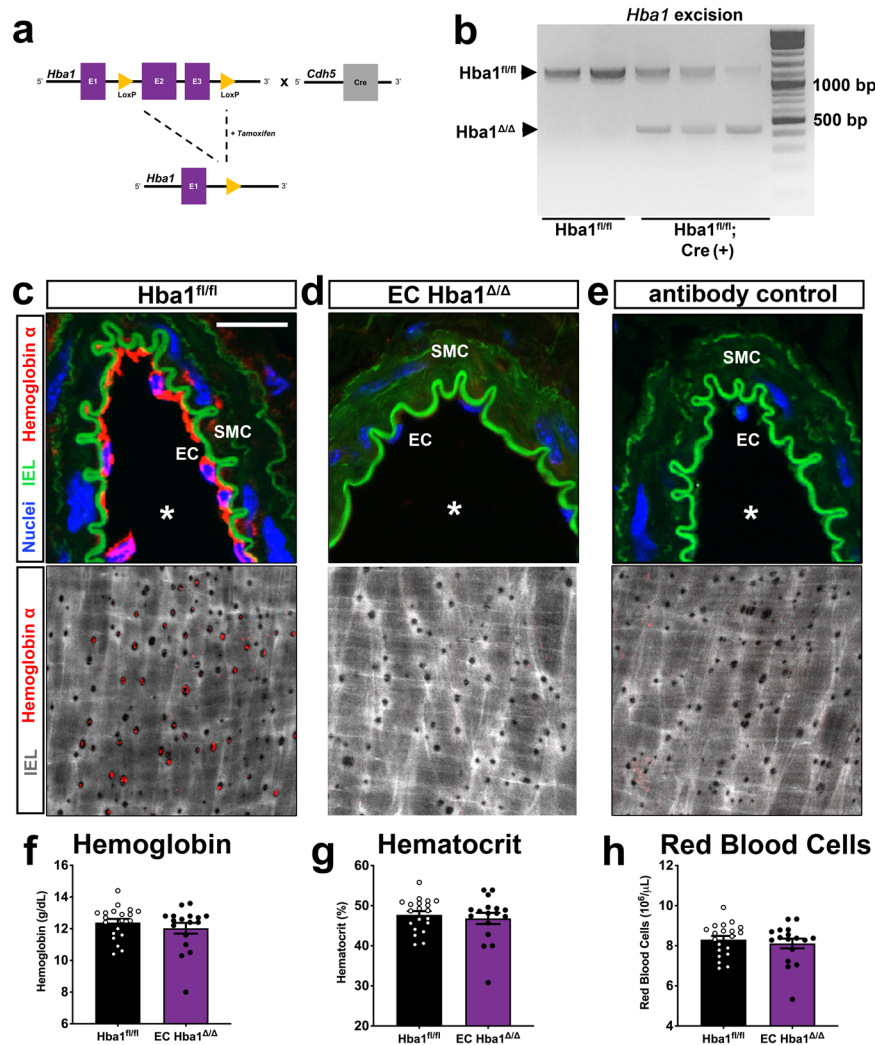 a
5'
Hba1
E1
LoxP
E2
E3
LoxP
3'
x
5'
Cdh5
Cre
3'
+ Tamoxifen
5'
Hba1
E1
3'
b
Hba1 excision
Hba1fl/fl
HbaΔ/Δ
1000 bp
500 bp
Hba1fl/fl
Hba1fl/fl;
Cre (+)
c
Hba1fl/fl
d
EC Hba1Δ/Δ
e
antibody control
Nuclei IEL Hemoglobin α
SMC
EC
*
SMC
EC
*
SMC
EC
*
IEL Hemoglobin α
f
Hemoglobin
Hemoglobin (g/dL)
16
14
12
10
8
6
Hba1fl/fl
EC Hba1Δ/Δ
g
Hematocrit
Hematocrit (%)
60
50
40
30
20
Hba1fl/fl
EC Hba1Δ/Δ
h
Red Blood Cells
Red Blood Cells (10⁶/µL)
12
10
8
6
4
Hba1fl/fl
EC Hba1Δ/Δ